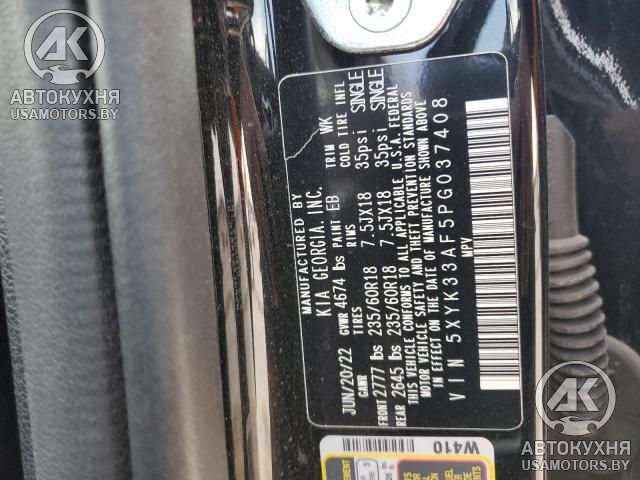 MANUFACTURED BY
KIA GEORGIA, INC.
JUN/20/22 GVWR 4674 lbs PAINT EB TRIM WK
GAWR TIRES RIMS COLD TIRE INFL
FRONT 2777 lbs 235/60R18 7.5JX18 35psi SINGLE
REAR 2645 lbs 235/60R18 7.5JX18 35psi SINGLE
THIS VEHICLE CONFORMS TO ALL APPLICABLE U.S.A. FEDERAL
MOTOR VEHICLE SAFETY AND THEFT PREVENTION STANDARDS
IN EFFECT ON THE DATE OF MANUFACTURE SHOWN ABOVE
VIN 5XYK33AF5PG037408
MPV
W410
AK
АВТОКУХНЯ
USAMOTORS.BY
AK
АВТОКУХНЯ
USAMOTORS.BY